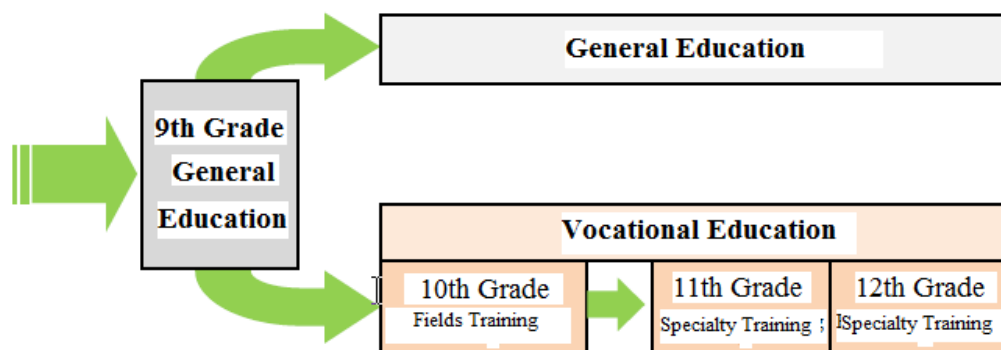 General Education
9th Grade
General
Education
Vocational Education
10th Grade
Fields Training
11th Grade
Specialty Training ;
12th Grade
Specialty Training